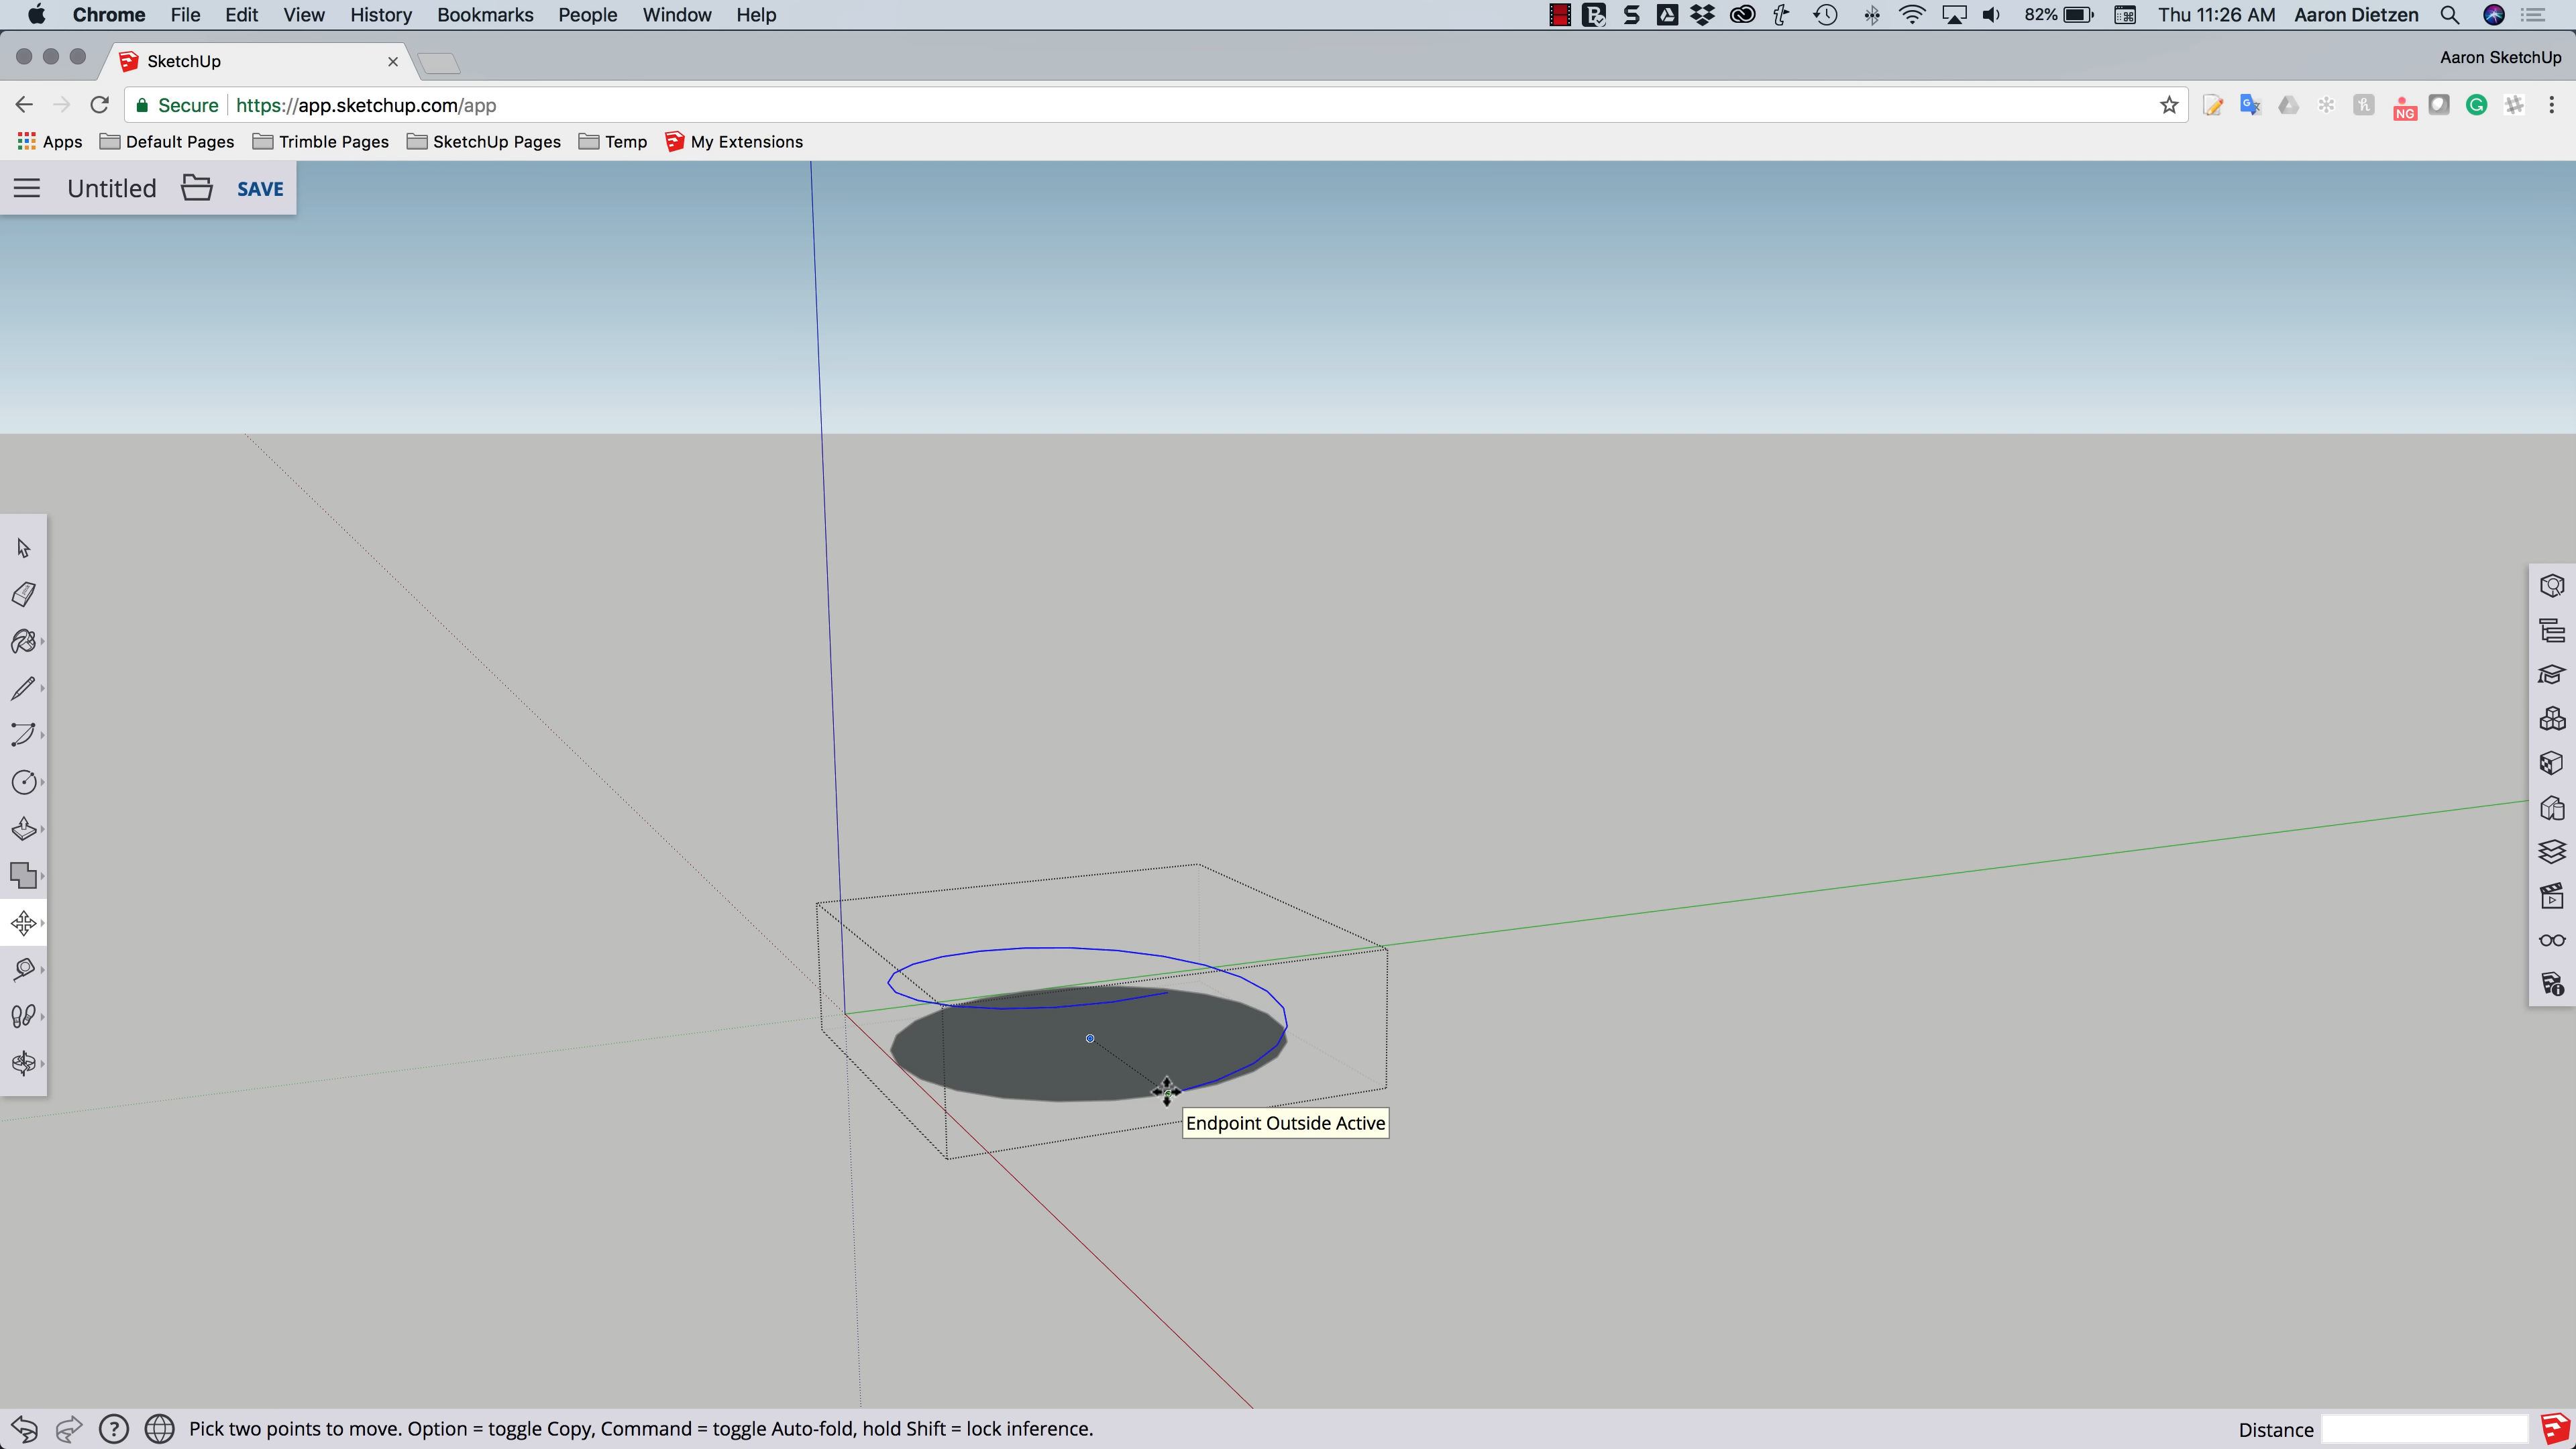 Chrome File Edit View History Bookmarks People Window Help 82% Thu 11:26 AM Aaron Dietzen
SketchUp Aaron SketchUp
Secure https://app.sketchup.com/app NG
Apps Default Pages Trimble Pages SketchUp Pages Temp My Extensions
Untitled SAVE
Endpoint Outside Active
Pick two points to move. Option = toggle Copy, Command = toggle Auto-fold, hold Shift = lock inference. Distance